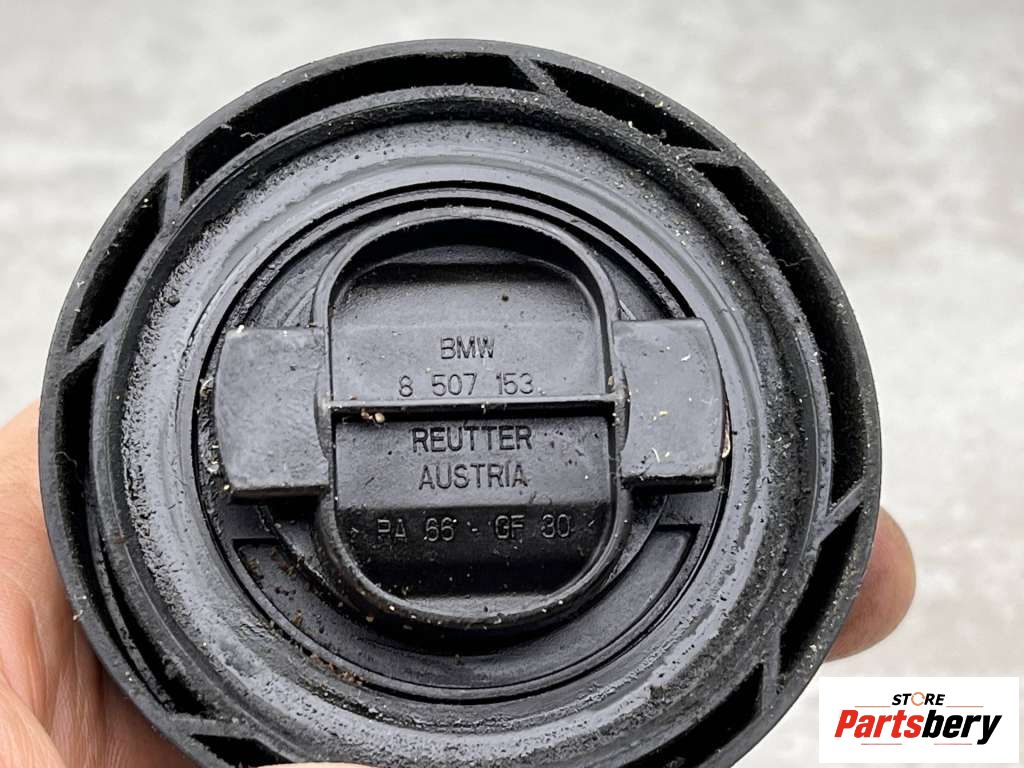 BMW
8 507 153
REUTTER
AUSTRIA
> PA 66 - GF 30 <
STORE
Partsbery